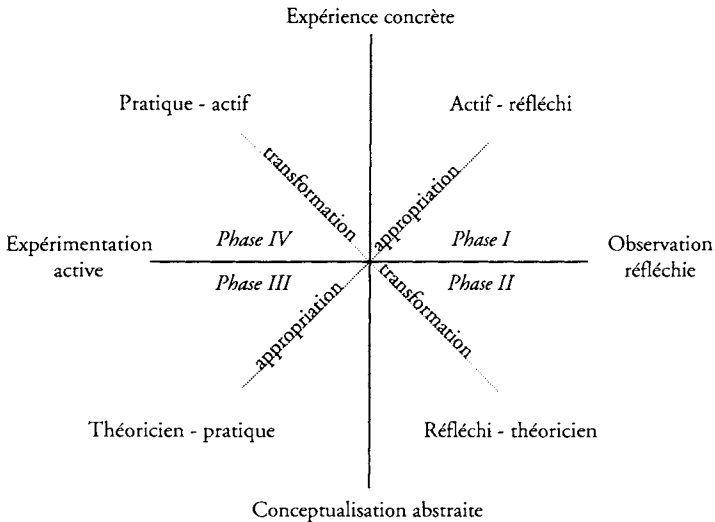 Expérience concrète
Pratique - actif
Actif - réfléchi
transformation
appropriation
Expérimentation
active
Phase IV
Phase I
Observation
réfléchie
Phase III
Phase II
appropriation
transformation
Théoricien - pratique
Réfléchi - théoricien
Conceptualisation abstraite